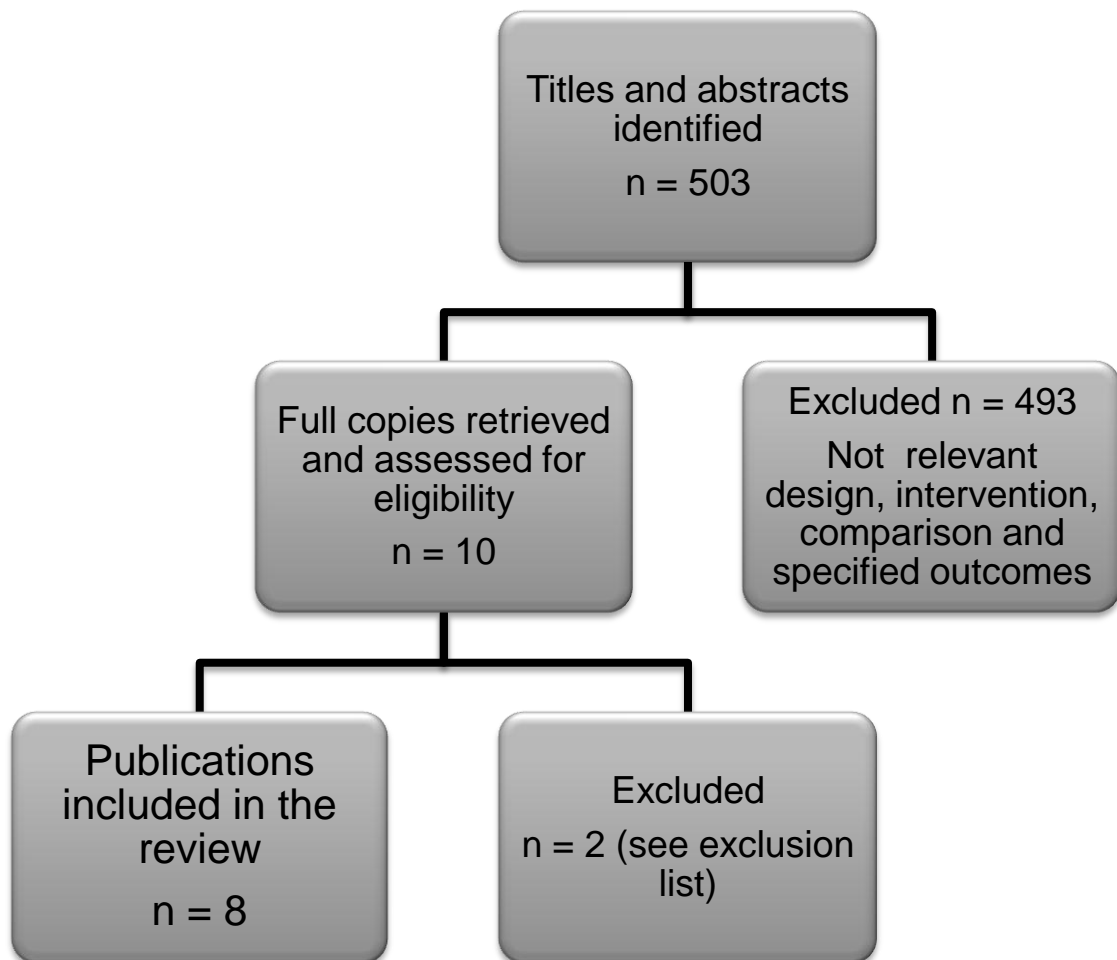 Titles and abstracts
identified
n = 503
Full copies retrieved
and assessed for
eligibility
n = 10
Excluded n = 493
Not  relevant
design, intervention,
comparison and
specified outcomes
Publications
included in the
review
n = 8
Excluded
n = 2 (see exclusion
list)